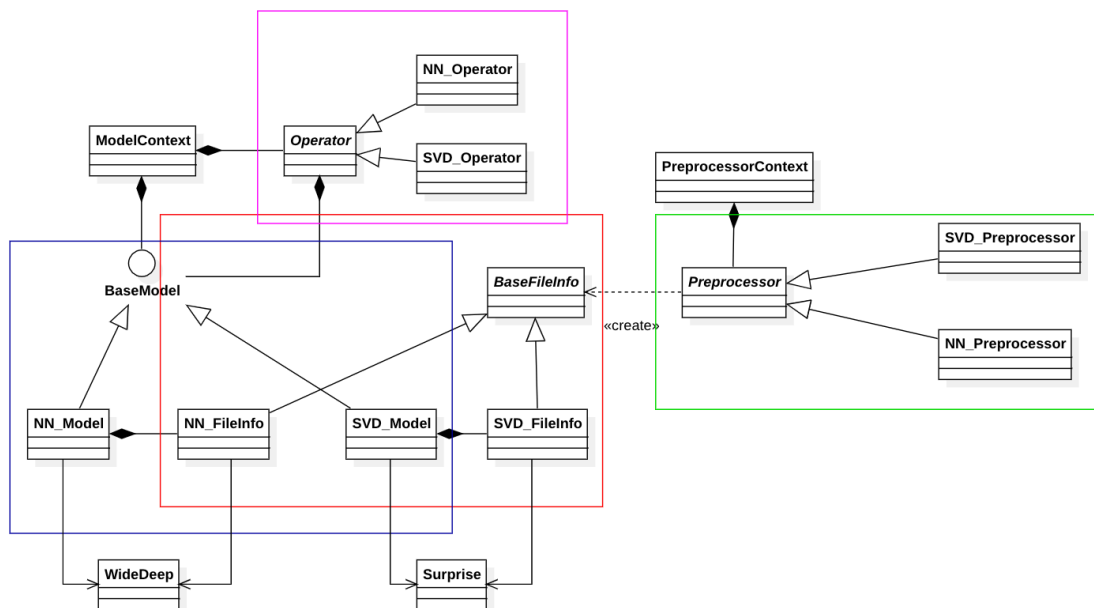 NN_Operator
ModelContext
Operator
SVD_Operator
PreprocessorContext
SVD_Preprocessor
BaseModel
BaseFileInfo
Preprocessor
«create»
NN_Preprocessor
NN_Model
NN_FileInfo
SVD_Model
SVD_FileInfo
WideDeep
Surprise